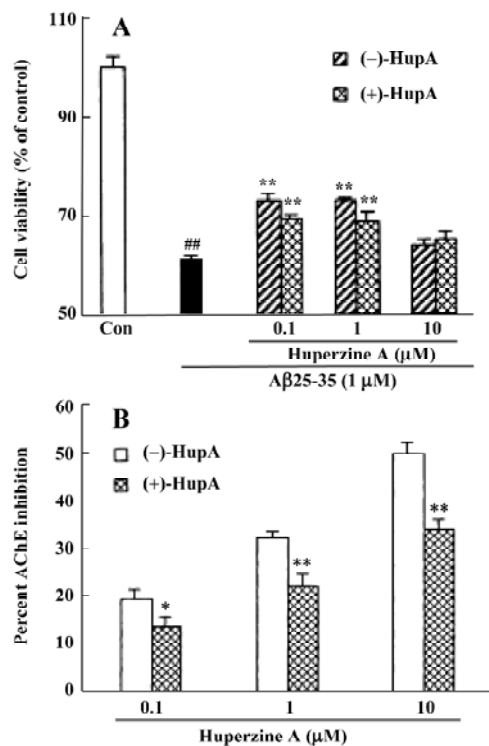 A
110
90
70
50
Cell viability (% of control)
(−)-HupA
(+)-HupA
##
** ** ** **
Con
0.1 1 10
Huperzine A (μM)
Aβ25-35 (1 μM)
B
60
50
40
30
20
10
0
Percent AChE inhibition
(−)-HupA
(+)-HupA
* ** **
0.1 1 10
Huperzine A (μM)